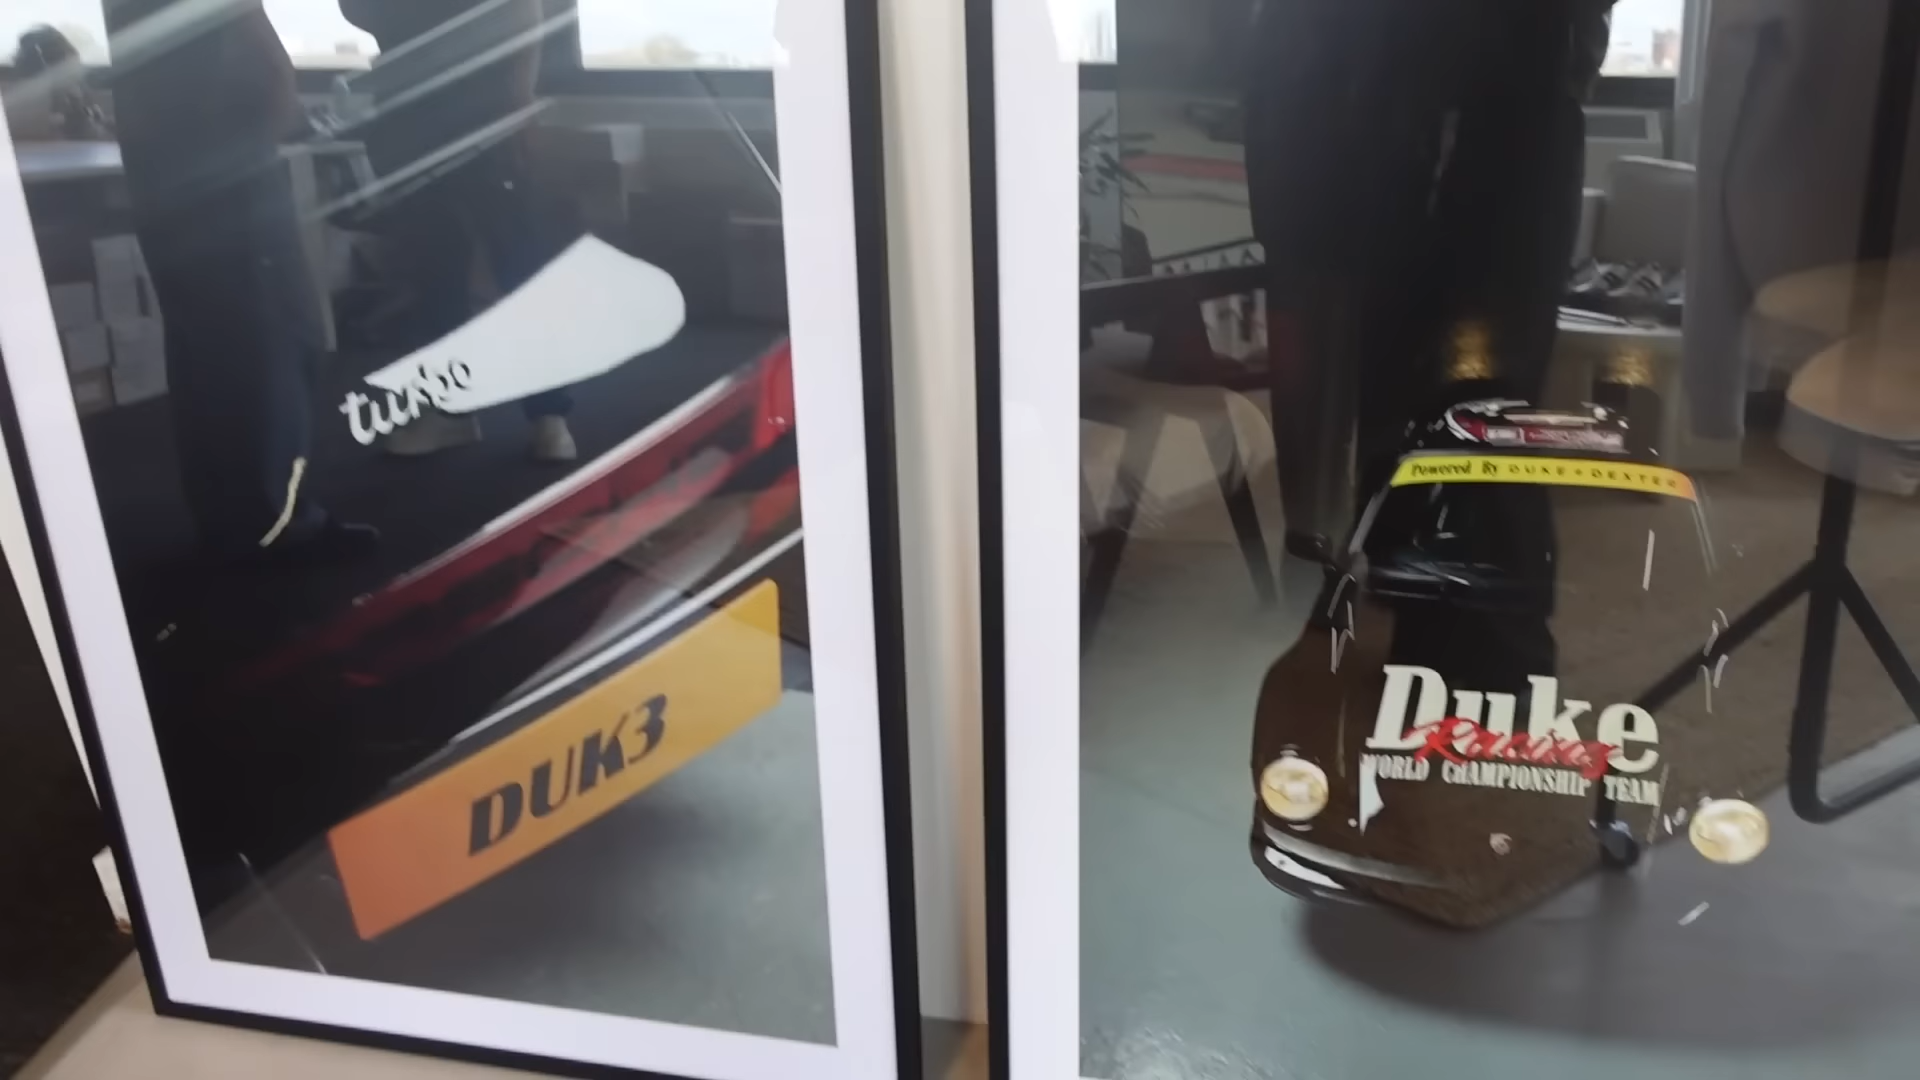 turbo
DUK3
Powered By DUKE + DEXTER
Duke
Racing
WORLD CHAMPIONSHIP TEAM